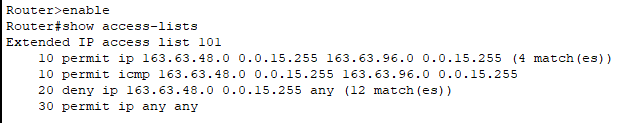 Router>enable
Router#show access-lists
Extended IP access list 101
10 permit ip 163.63.48.0 0.0.15.255 163.63.96.0 0.0.15.255 (4 match(es))
10 permit icmp 163.63.48.0 0.0.15.255 163.63.96.0 0.0.15.255
20 deny ip 163.63.48.0 0.0.15.255 any (12 match(es))
30 permit ip any any